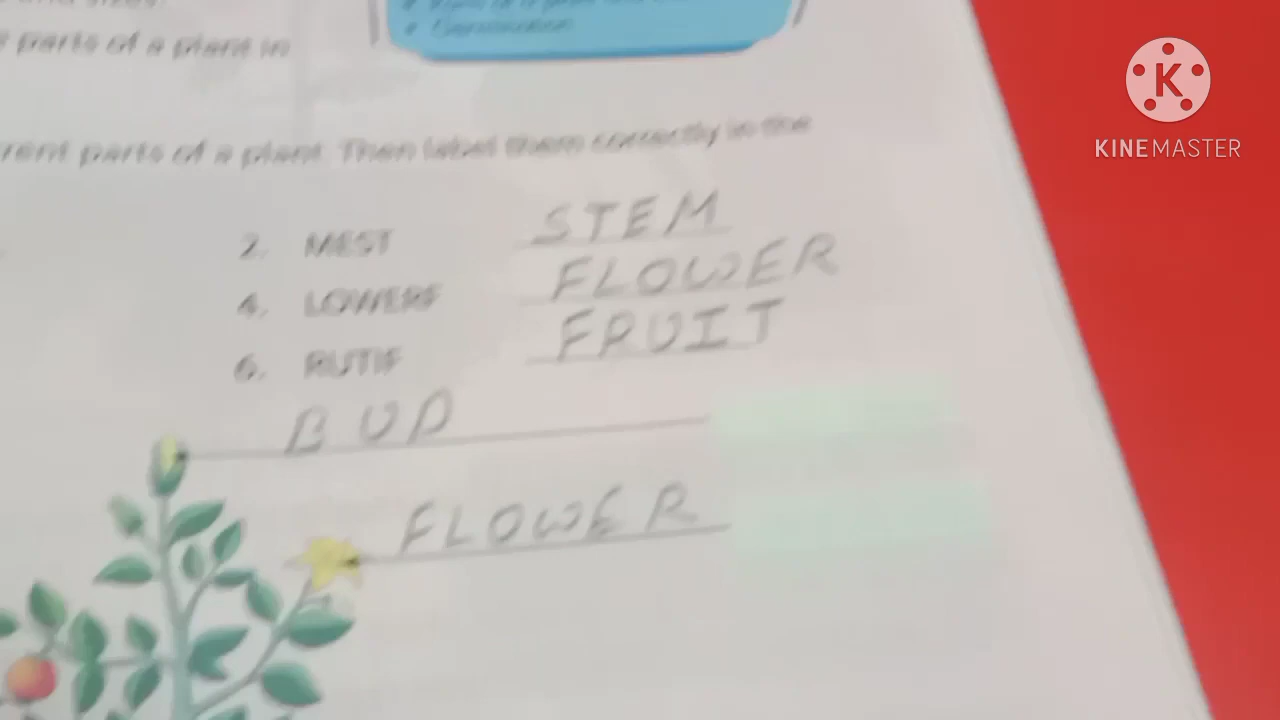 parts of a plant in
Germination
parts of a plant. Then label them correctly in the
2. MEST STEM
4. LOWERF FLOWER
6. RUTIF FRUIT
BUD
FLOWER
K
KINEMASTER